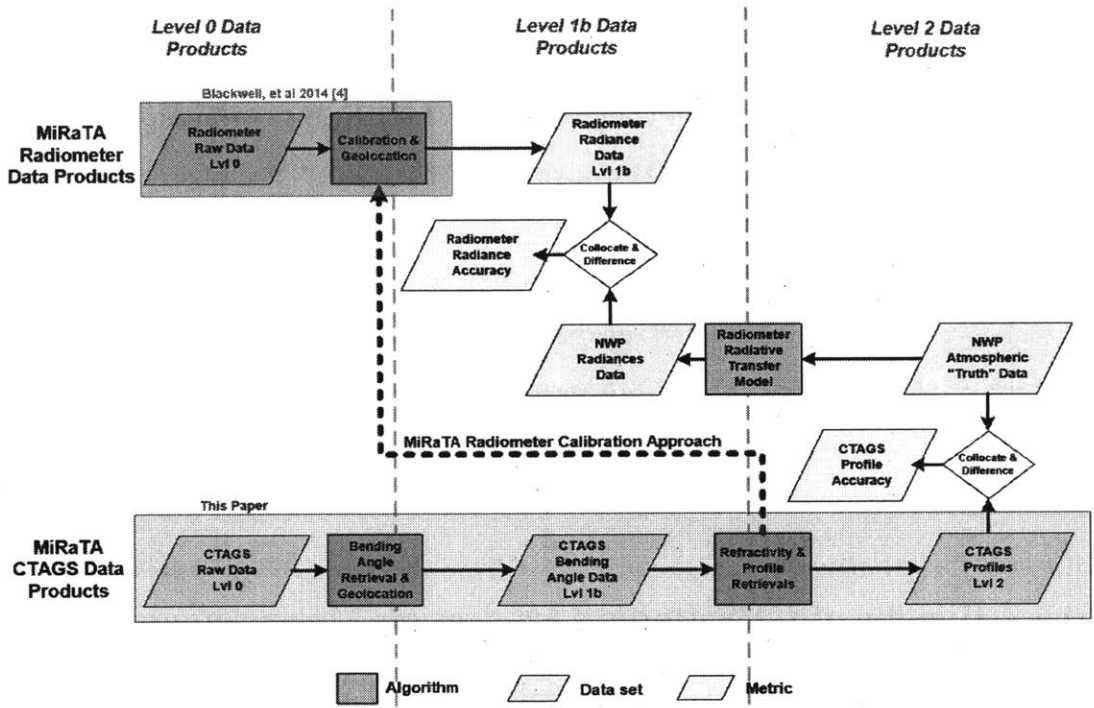 Level 0 Data
Products
Level 1b Data
Products
Level 2 Data
Products
Blackwell, et al 2014 [4]
MiRaTA
Radiometer
Data Products
Radiometer
Raw Data
Lvl 0
Calibration &
Geolocation
Radiometer
Radiance
Data
Lvl 1b
Radiometer
Radiance
Accuracy
Collocate &
Difference
NWP
Radiances
Data
Radiometer
Radiative
Transfer
Model
NWP
Atmospheric
"Truth" Data
MiRaTA Radiometer Calibration Approach
CTAGS
Profile
Accuracy
Collocate &
Difference
This Paper
MiRaTA
CTAGS Data
Products
CTAGS
Raw Data
Lvl 0
Bending
Angle
Retrieval &
Geolocation
CTAGS
Bending
Angle Data
Lvl 1b
Refractivity &
Profile
Retrievals
CTAGS
Profiles
Lvl 2
Algorithm
Data set
Metric